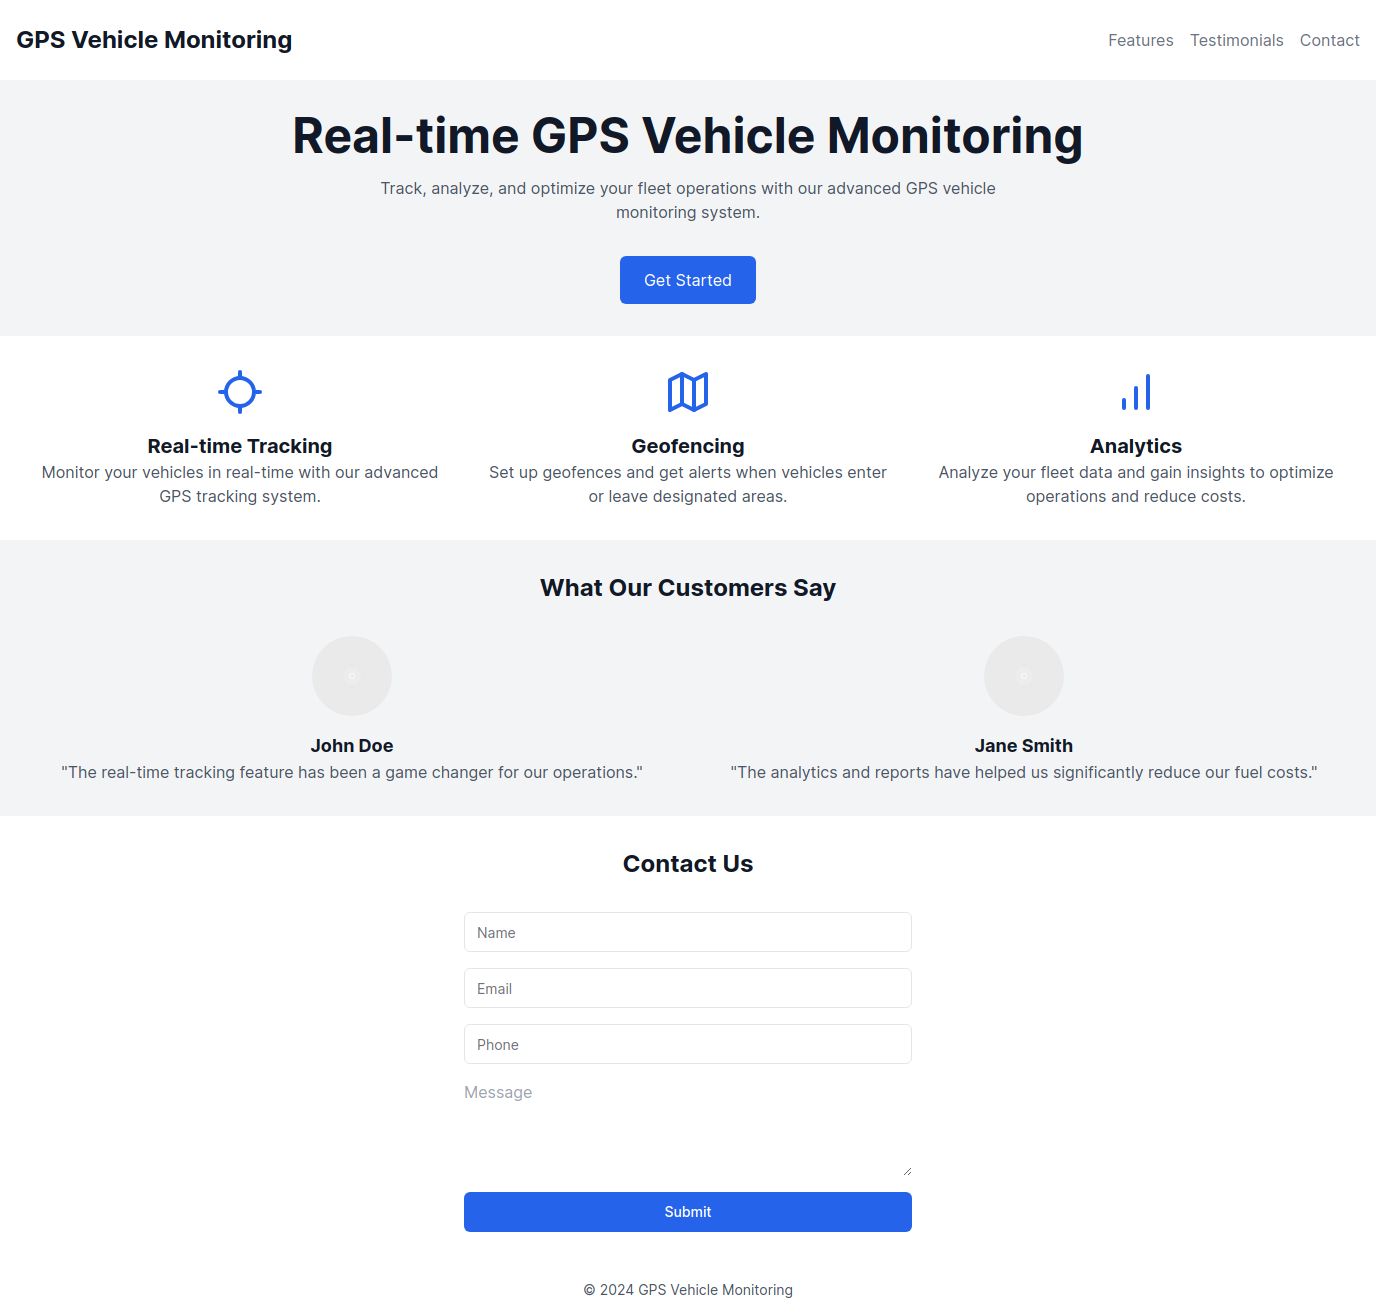 GPS Vehicle Monitoring
Features Testimonials Contact
Real-time GPS Vehicle Monitoring
Track, analyze, and optimize your fleet operations with our advanced GPS vehicle
monitoring system.
Get Started
Real-time Tracking
Monitor your vehicles in real-time with our advanced
GPS tracking system.
Geofencing
Set up geofences and get alerts when vehicles enter
or leave designated areas.
Analytics
Analyze your fleet data and gain insights to optimize
operations and reduce costs.
What Our Customers Say
John Doe
"The real-time tracking feature has been a game changer for our operations."
Jane Smith
"The analytics and reports have helped us significantly reduce our fuel costs."
Contact Us
Name
Email
Phone
Message
Submit
© 2024 GPS Vehicle Monitoring